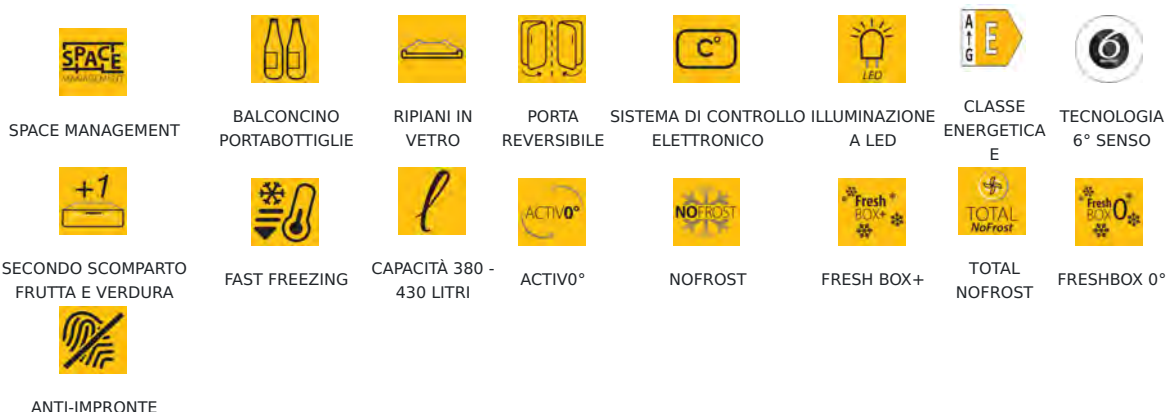 SPACE
MANAGEMENT
C°
LED
A
G
E
6
SPACE MANAGEMENT
BALCONCINO
PORTABOTTIGLIE
RIPIANI IN
VETRO
PORTA
REVERSIBILE
SISTEMA DI CONTROLLO
ELETTRONICO
ILLUMINAZIONE
A LED
CLASSE
ENERGETICA
E
TECNOLOGIA
6° SENSO
+1
l
ACTIV0°
NOFROST
Fresh
BOX+
TOTAL
NoFrost
Fresh
BOX 0°
SECONDO SCOMPARTO
FRUTTA E VERDURA
FAST FREEZING
CAPACITÀ 380 -
430 LITRI
ACTIV0°
NOFROST
FRESH BOX+
TOTAL
NOFROST
FRESHBOX 0°
ANTI-IMPRONTE